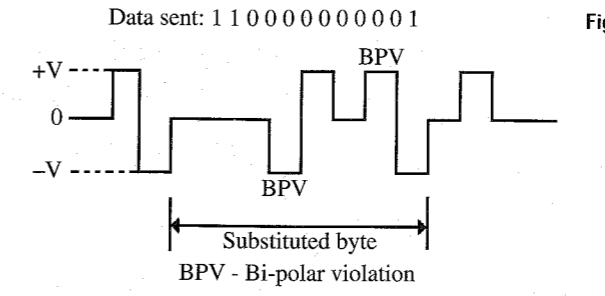 Data sent: 1 1 0 0 0 0 0 0 0 0 0 0 1
Fig
BPV
+V
0
−V
BPV
Substituted byte
BPV - Bi-polar violation